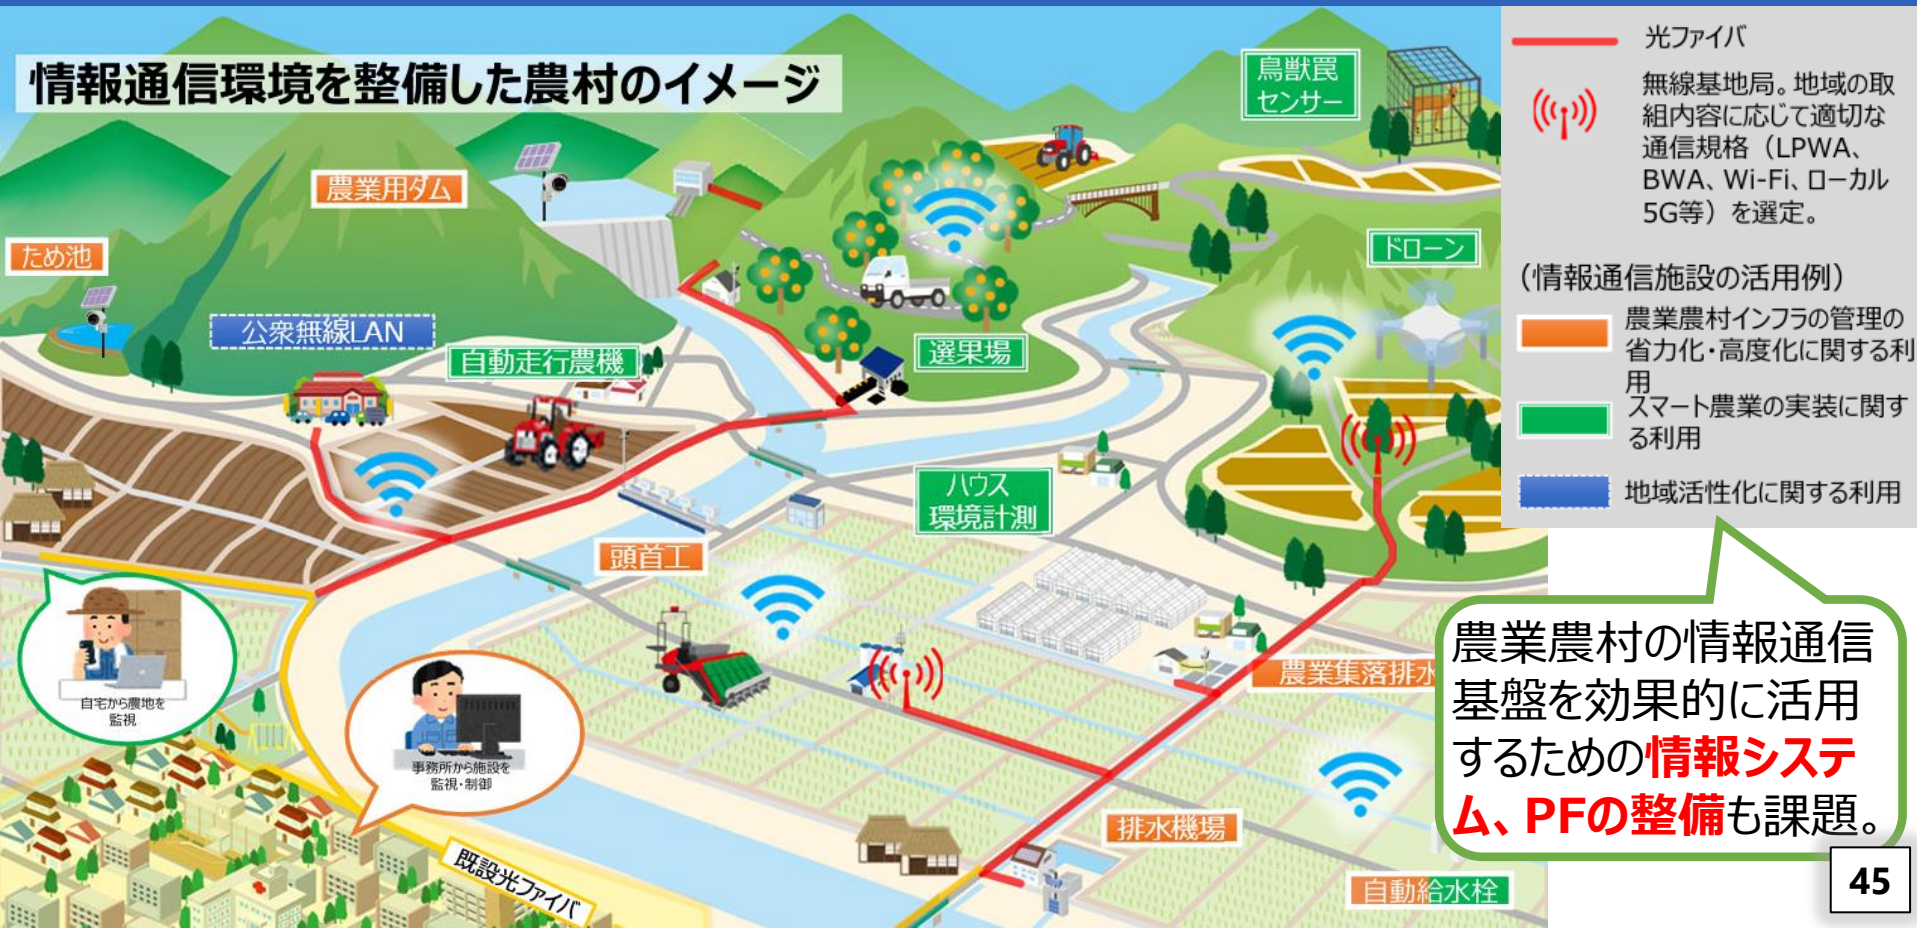 情報通信環境を整備した農村のイメージ
鳥獣罠
センサー
農業用ダム
ため池
ドローン
公衆無線LAN
自動走行農機
選果場
ハウス
環境計測
頭首工
自宅から農地を
監視
事務所から施設を
監視・制御
農業集落排水
排水機場
自動給水栓
既設光ファイバ
光ファイバ
無線基地局。地域の取
組内容に応じて適切な
通信規格（LPWA、
BWA、Wi-Fi、ローカル
5G等）を選定。
（情報通信施設の活用例）
農業農村インフラの管理の
省力化・高度化に関する利
用
スマート農業の実装に関す
る利用
地域活性化に関する利用
農業農村の情報通信
基盤を効果的に活用
するための情報システ
ム、PFの整備も課題。
45